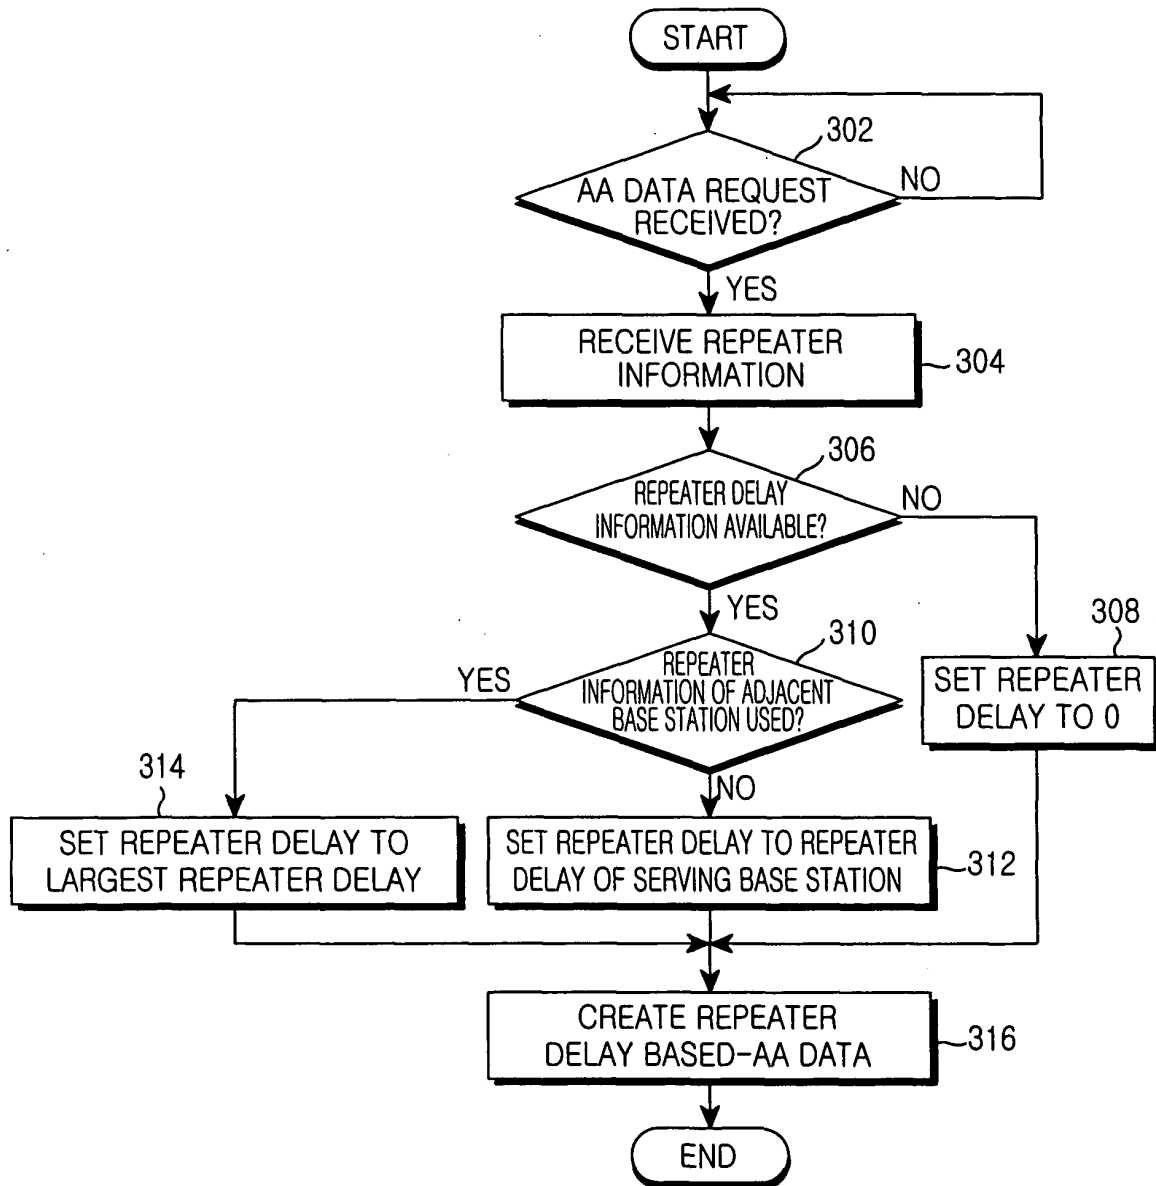 START
302
AA DATA REQUEST
RECEIVED?
NO
YES
RECEIVE REPEATER
INFORMATION
304
306
REPEATER DELAY
INFORMATION AVAILABLE?
NO
YES
308
SET REPEATER
DELAY TO 0
310
REPEATER
INFORMATION OF ADJACENT
BASE STATION USED?
YES
NO
314
SET REPEATER DELAY TO
LARGEST REPEATER DELAY
SET REPEATER DELAY TO REPEATER
DELAY OF SERVING BASE STATION
312
CREATE REPEATER
DELAY BASED-AA DATA
316
END